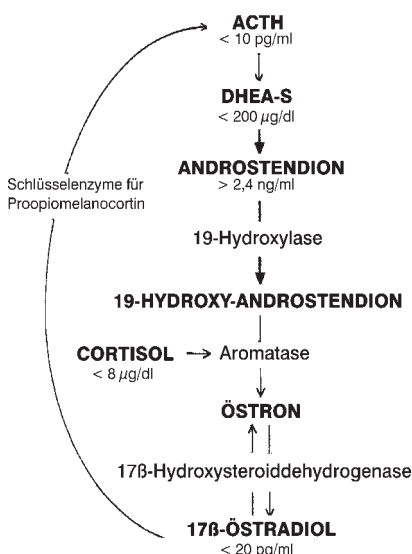 ACTH
< 10 pg/ml
DHEA-S
< 200 µg/dl
ANDROSTENDION
> 2,4 ng/ml
Schlüsselenzyme für
Proopiomelanocortin
19-Hydroxylase
19-HYDROXY-ANDROSTENDION
CORTISOL
< 8 µg/dl
Aromatase
ÖSTRON
17ß-Hydroxysteroiddehydrogenase
17ß-ÖSTRADIOL
< 20 pg/ml